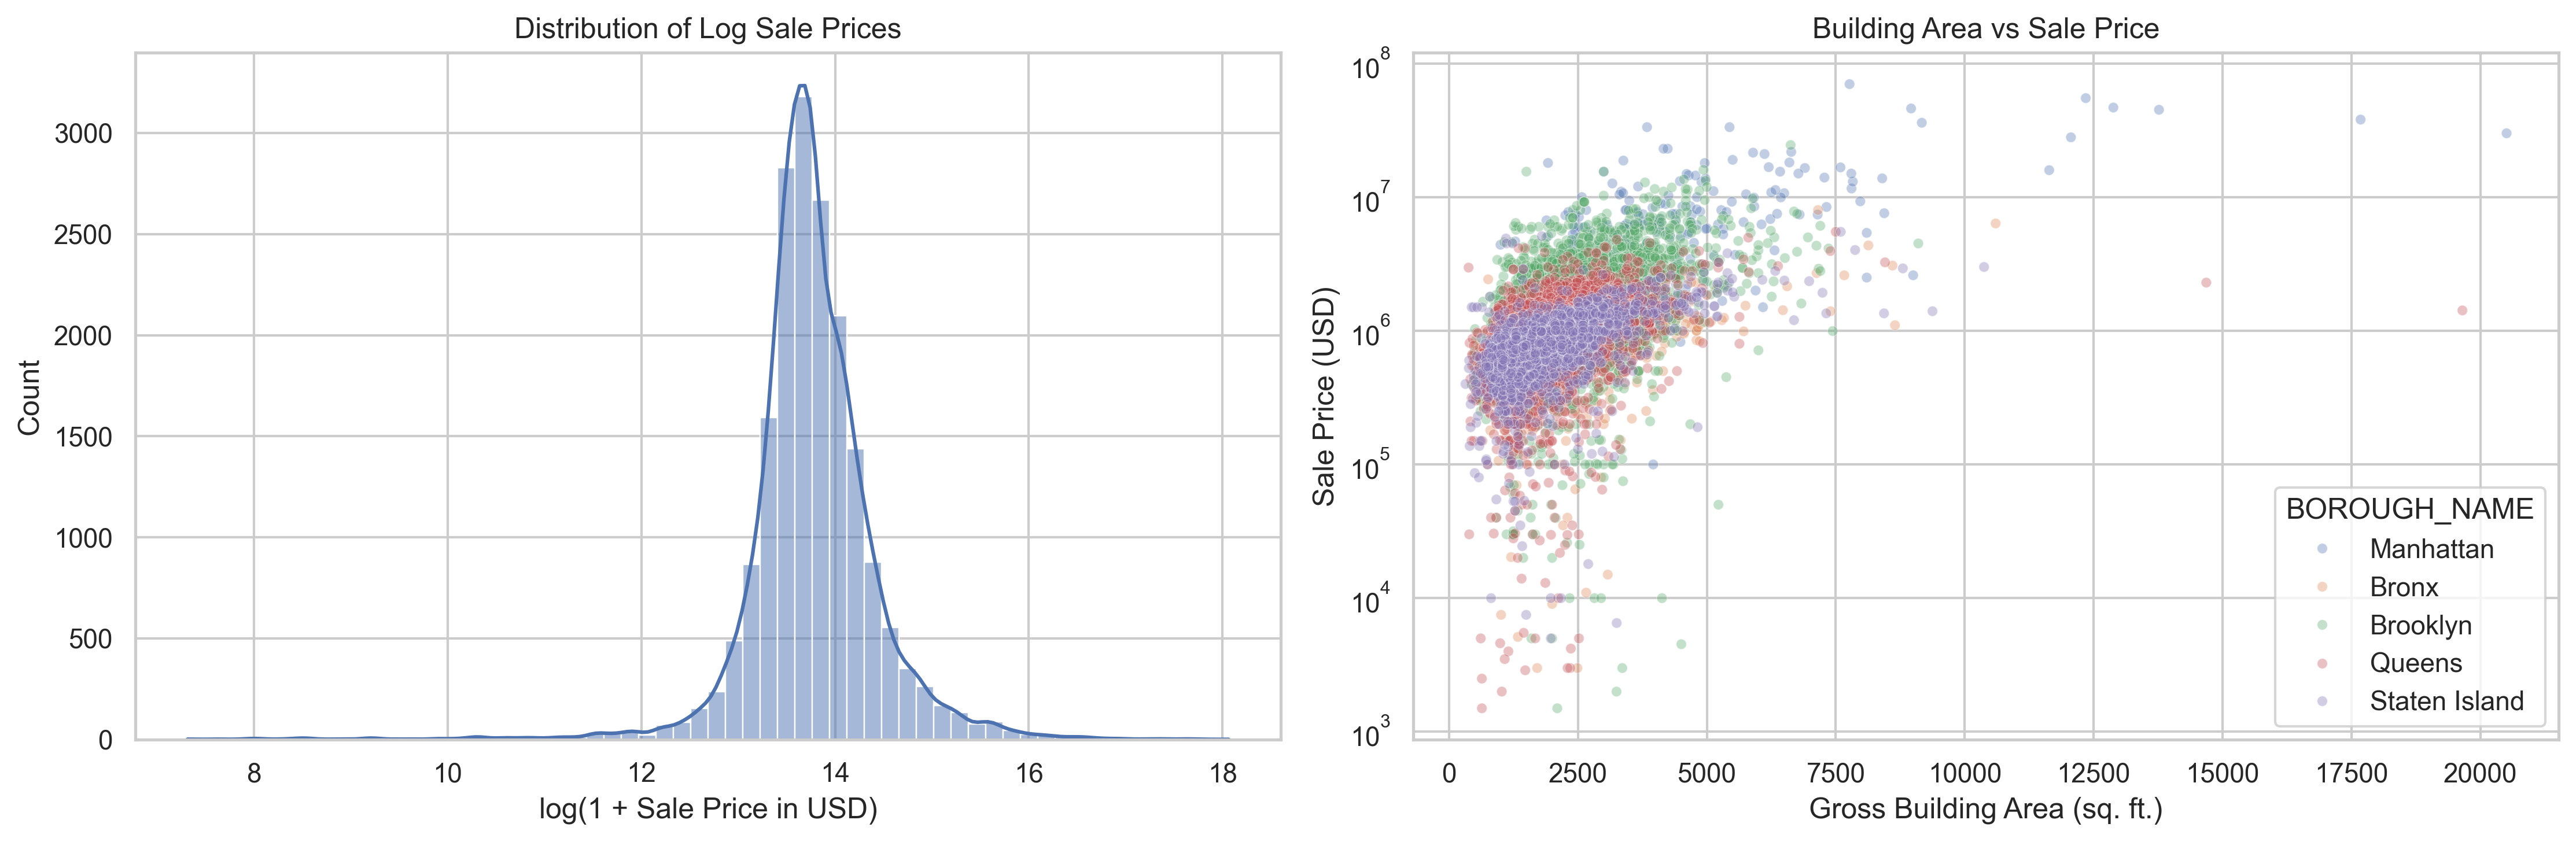 Distribution of Log Sale Prices
Count
3000
2500
2000
1500
1000
500
0
8 10 12 14 16 18
log(1 + Sale Price in USD)
Building Area vs Sale Price
Sale Price (USD)
10^8
10^7
10^6
10^5
10^4
10^3
0 2500 5000 7500 10000 12500 15000 17500 20000
Gross Building Area (sq. ft.)
BOROUGH_NAME
Manhattan
Bronx
Brooklyn
Queens
Staten Island